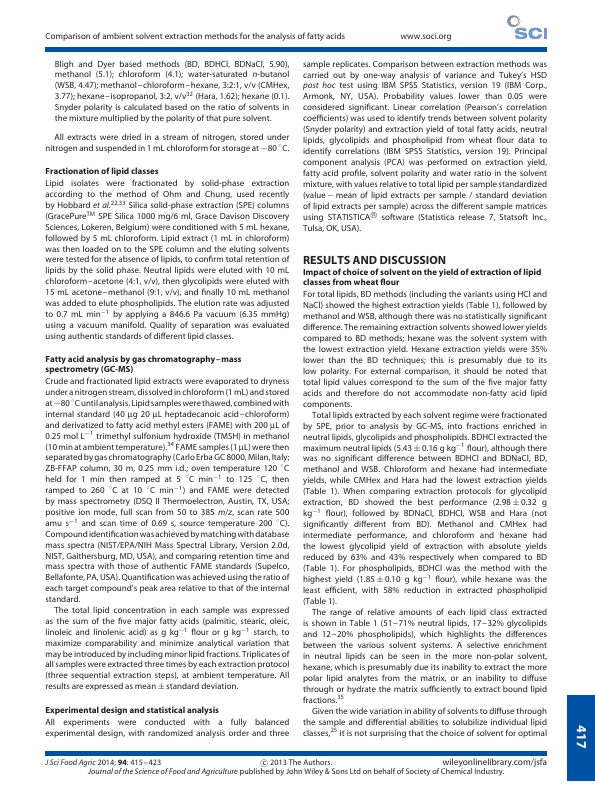 Comparison of ambient solvent extraction methods for the analysis of fatty acids
www.soci.org
SCI
Bligh and Dyer based methods (BD, BDHCl, BDNaCl, 5.90),
methanol (5.1); chloroform (4.1); water-saturated n-butanol
(WSB, 4.47); methanol–chloroform–hexane, 3:2:1, v/v (CMHex,
3.77); hexane–isopropanol, 3:2, v/v32 (Hara, 1.62); hexane (0.1).
Snyder polarity is calculated based on the ratio of solvents in
the mixture multiplied by the polarity of that pure solvent.
All extracts were dried in a stream of nitrogen, stored under
nitrogen and suspended in 1 mL chloroform for storage at −80 °C.
Fractionation of lipid classes
Lipid isolates were fractionated by solid-phase extraction
according to the method of Ohm and Chung, used recently
by Hobbard et al.22,33 Silica solid-phase extraction (SPE) columns
(GracePure™ SPE Silica 1000 mg/6 ml, Grace Davison Discovery
Sciences, Lokeren, Belgium) were conditioned with 5 mL hexane,
followed by 5 mL chloroform. Lipid extract (1 mL in chloroform)
was then loaded on to the SPE column and the eluting solvents
were tested for the absence of lipids, to confirm total retention of
lipids by the solid phase. Neutral lipids were eluted with 10 mL
chloroform–acetone (4:1, v/v), then glycolipids were eluted with
15 mL acetone–methanol (9:1, v/v), and finally 10 mL methanol
was added to elute phospholipids. The elution rate was adjusted
to 0.7 mL min−1 by applying a 846.6 Pa vacuum (6.35 mmHg)
using a vacuum manifold. Quality of separation was evaluated
using authentic standards of different lipid classes.
Fatty acid analysis by gas chromatography–mass
spectrometry (GC-MS)
Crude and fractionated lipid extracts were evaporated to dryness
under a nitrogen stream, dissolved in chloroform (1 mL) and stored
at −80 °C until analysis. Lipid samples were thawed, combined with
internal standard (40 μg 20 μL heptadecanoic acid–chloroform)
and derivatized to fatty acid methyl esters (FAME) with 200 μL of
0.25 mol L−1 trimethyl sulfonium hydroxide (TMSH) in methanol
(10 min at ambient temperature).34 FAME samples (1 μL) were then
separated by gas chromatography (Carlo Erba GC 8000, Milan, Italy;
ZB-FFAP column, 30 m, 0.25 mm i.d.; oven temperature 120 °C
held for 1 min then ramped at 5 °C min−1 to 125 °C, then
ramped to 260 °C at 10 °C min−1) and FAME were detected
by mass spectrometry (DSQ II Thermoelectron, Austin, TX, USA;
positive ion mode, full scan from 50 to 385 m/z, scan rate 500
amu s−1 and scan time of 0.69 s, source temperature 200 °C).
Compound identification was achieved by matching with database
mass spectra (NIST/EPA/NIH Mass Spectral Library, Version 2.0d,
NIST, Gaithersburg, MD, USA), and comparing retention time and
mass spectra with those of authentic FAME standards (Supelco,
Bellafonte, PA, USA). Quantification was achieved using the ratio of
each target compound's peak area relative to that of the internal
standard.
The total lipid concentration in each sample was expressed
as the sum of the five major fatty acids (palmitic, stearic, oleic,
linoleic and linolenic acid) as g kg−1 flour or g kg−1 starch, to
maximize comparability and minimize analytical variation that
may be introduced by including minor lipid fractions. Triplicates of
all samples were extracted three times by each extraction protocol
(three sequential extraction steps), at ambient temperature. All
results are expressed as mean ± standard deviation.
Experimental design and statistical analysis
All experiments were conducted with a fully balanced
experimental design, with randomized analysis order and three
sample replicates. Comparison between extraction methods was
carried out by one-way analysis of variance and Tukey's HSD
post hoc test using IBM SPSS Statistics, version 19 (IBM Corp.,
Armonk, NY, USA). Probability values lower than 0.05 were
considered significant. Linear correlation (Pearson's correlation
coefficients) was used to identify trends between solvent polarity
(Snyder polarity) and extraction yield of total fatty acids, neutral
lipids, glycolipids and phospholipid from wheat flour data to
identify correlations (IBM SPSS Statistics, version 19). Principal
component analysis (PCA) was performed on extraction yield,
fatty acid profile, solvent polarity and water ratio in the solvent
mixture, with values relative to total lipid per sample standardized
(value − mean of lipid extracts per sample / standard deviation
of lipid extracts per sample) across the different sample matrices
using STATISTICA® software (Statistica release 7, Statsoft Inc.,
Tulsa, OK, USA).
RESULTS AND DISCUSSION
Impact of choice of solvent on the yield of extraction of lipid
classes from wheat flour
For total lipids, BD methods (including the variants using HCl and
NaCl) showed the highest extraction yields (Table 1), followed by
methanol and WSB, although there was no statistically significant
difference. The remaining extraction solvents showed lower yields
compared to BD methods; hexane was the solvent system with
the lowest extraction yield. Hexane extraction yields were 35%
lower than the BD techniques; this is presumably due to its
low polarity. For external comparison, it should be noted that
total lipid values correspond to the sum of the five major fatty
acids and therefore do not accommodate non-fatty acid lipid
components.
Total lipids extracted by each solvent regime were fractionated by
SPE, prior to analysis by GC-MS, into fractions enriched in
neutral lipids, glycolipids and phospholipids. BDHCl extracted the
maximum neutral lipids (5.43 ± 0.16 g kg−1 flour), although there
was no significant difference between BDHCl and BDNaCl, BD,
methanol and WSB. Chloroform and hexane had intermediate
yields, while CMHex and Hara had the lowest extraction yields
(Table 1). When comparing extraction protocols for glycolipid
extraction, BD showed the best performance (2.98 ± 0.32 g
kg−1 flour), followed by BDNaCl, BDHCl, WSB and Hara (not
significantly different from BD). Methanol and CMHex had
intermediate performance, and chloroform and hexane had
the lowest glycolipid yield of extraction with absolute yields
reduced by 63% and 43% respectively when compared to BD
(Table 1). For phospholipids, BDHCl was the method with the
highest yield (1.85 ± 0.10 g kg−1 flour), while hexane was the
least efficient, with 58% reduction in extracted phospholipid
(Table 1).
The range of relative amounts of each lipid class extracted
is shown in Table 1 (51–71% neutral lipids, 17–32% glycolipids
and 12–20% phospholipids), which highlights the differences
between the various solvent systems. A selective enrichment
in neutral lipids can be seen in the more non-polar solvent,
hexane, which is presumably due to its inability to extract the more
polar lipid analytes from the matrix, or an inability to diffuse
through or hydrate the matrix sufficiently to extract bound lipid
fractions.35
Given the wide variation in ability of solvents to diffuse through
the sample and differential abilities to solubilize individual lipid
classes,25 it is not surprising that the choice of solvent for optimal
417
J Sci Food Agric 2014; 94: 415–423
© 2013 The Authors.
wileyonlinelibrary.com/jsfa
Journal of the Science of Food and Agriculture published by John Wiley & Sons Ltd on behalf of Society of Chemical Industry.